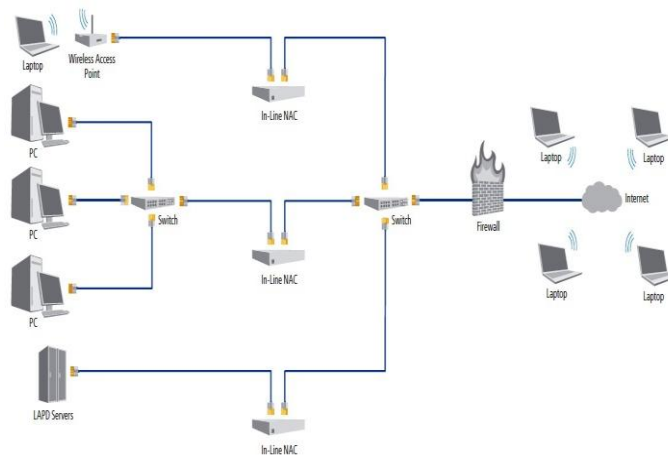 Laptop
Wireless Access
Point
In-Line NAC
PC
Laptop
Laptop
PC
Switch
Switch
Firewall
Internet
In-Line NAC
PC
Laptop
Laptop
LAPD Servers
In-Line NAC